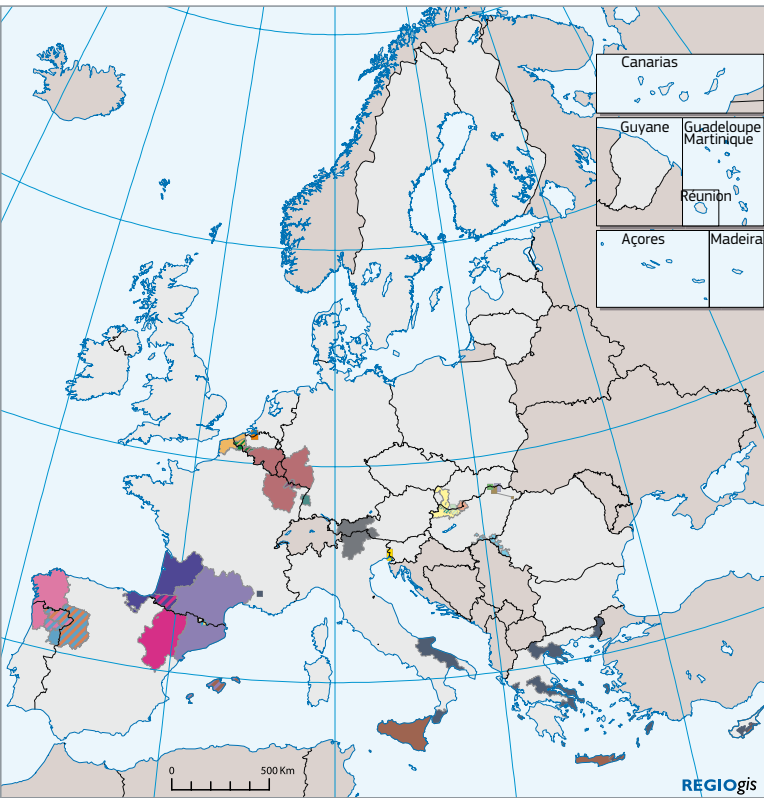 Canarias
Guyane
Guadeloupe
Martinique
Réunion
Açores
Madeira
0
500 Km
REGIOgis